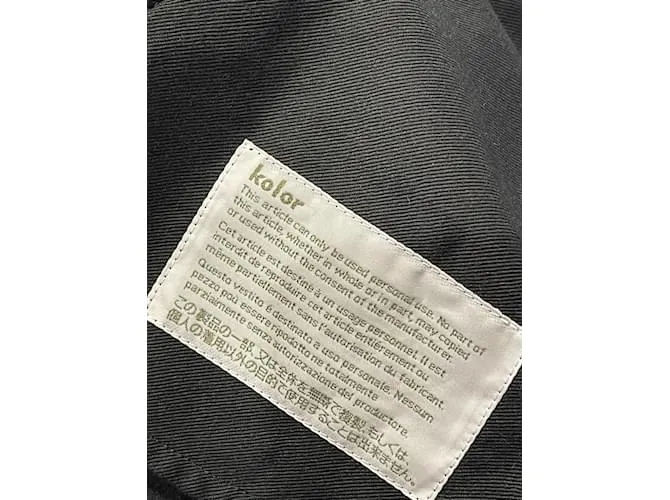 kolor
This article can only be used personal use. No part of
this article, whether in whole or in part, may copied
or used without the consent of the manufacturer.
Cet article est destiné à un usage personnel. Il est
interdit de reproduire cet article entièrement ou
même partiellement sans l'autorisation du fabricant.
Questo vestito é destinato a uso personale. Nessum
pezzo poú essere ripodotto ne totalmente
parzialmente senza autorizzazione del productore.
この製品の一部、又は全体を無断で複製 もしくは、
個人の着用以外の目的で使用することは出来ません。